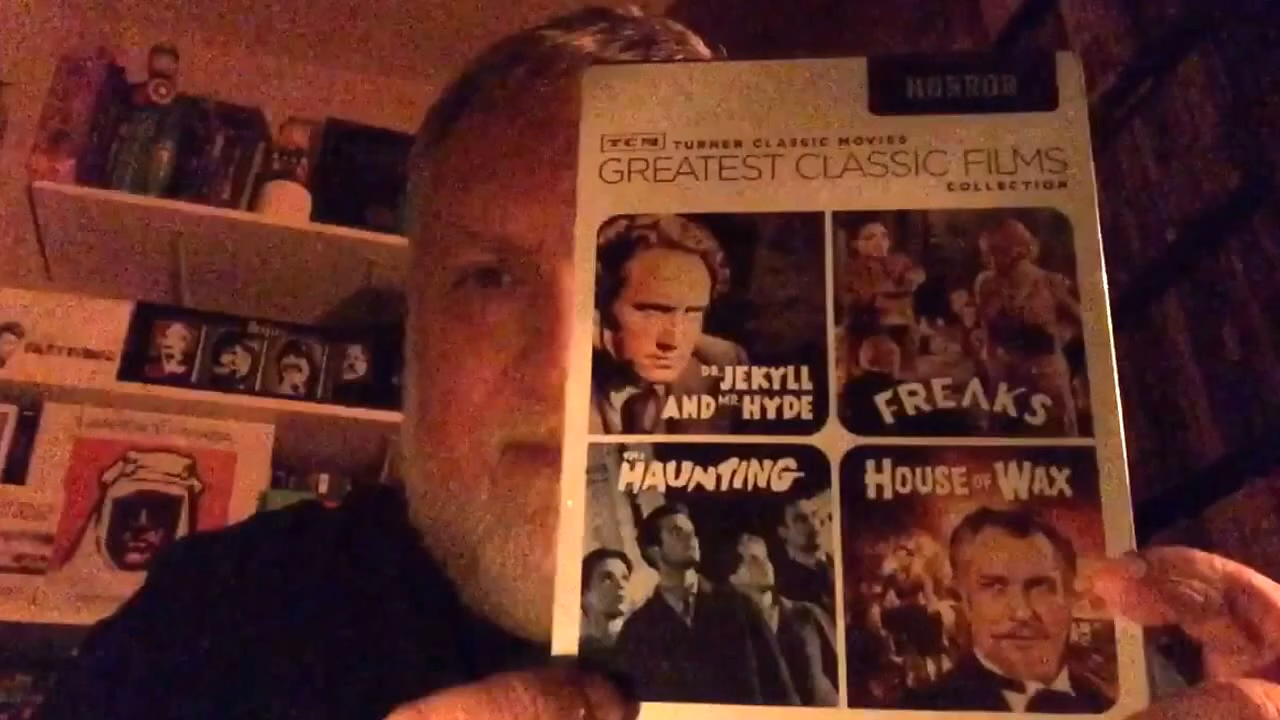 HORROR
TCM TURNER CLASSIC MOVIES
GREATEST CLASSIC FILMS
COLLECTION
DR. JEKYLL
AND MR. HYDE
FREAKS
THE
HAUNTING
HOUSE OF WAX